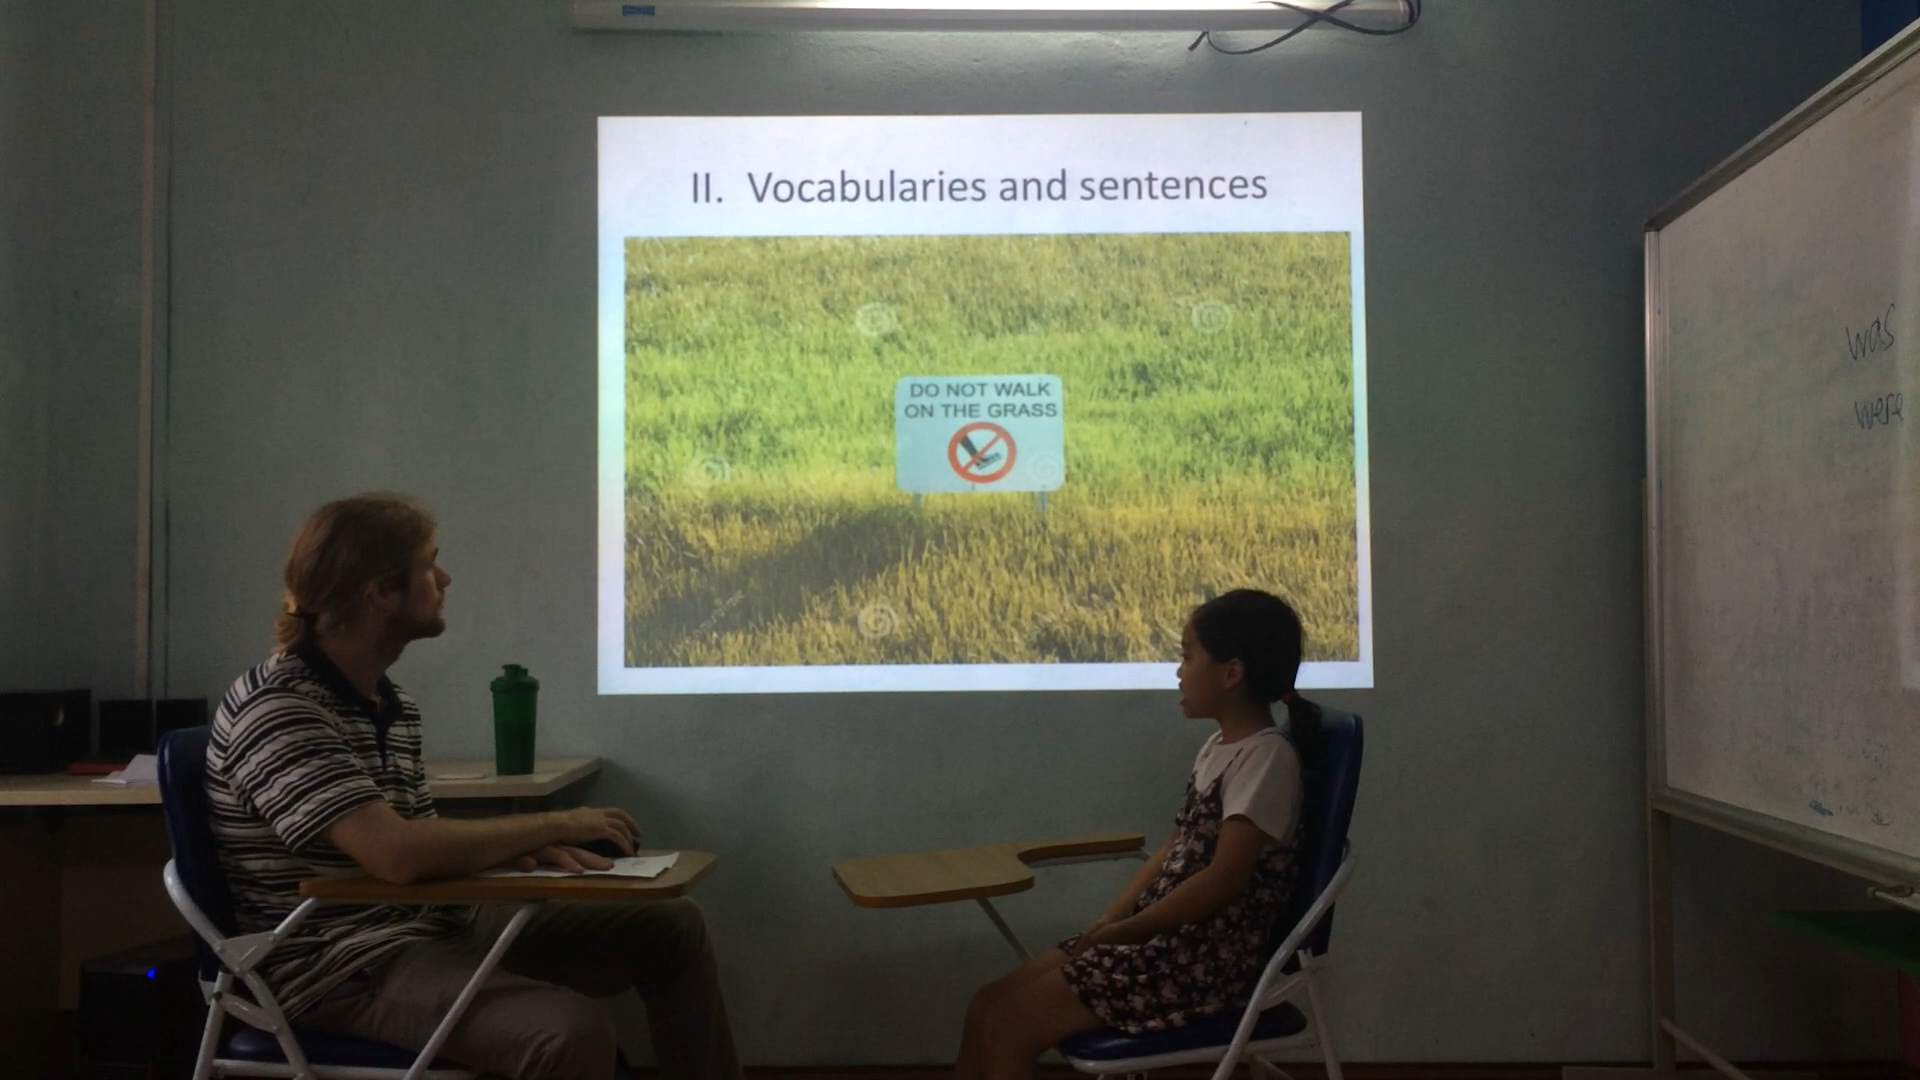 II. Vocabularies and sentences
DO NOT WALK
ON THE GRASS
was
were